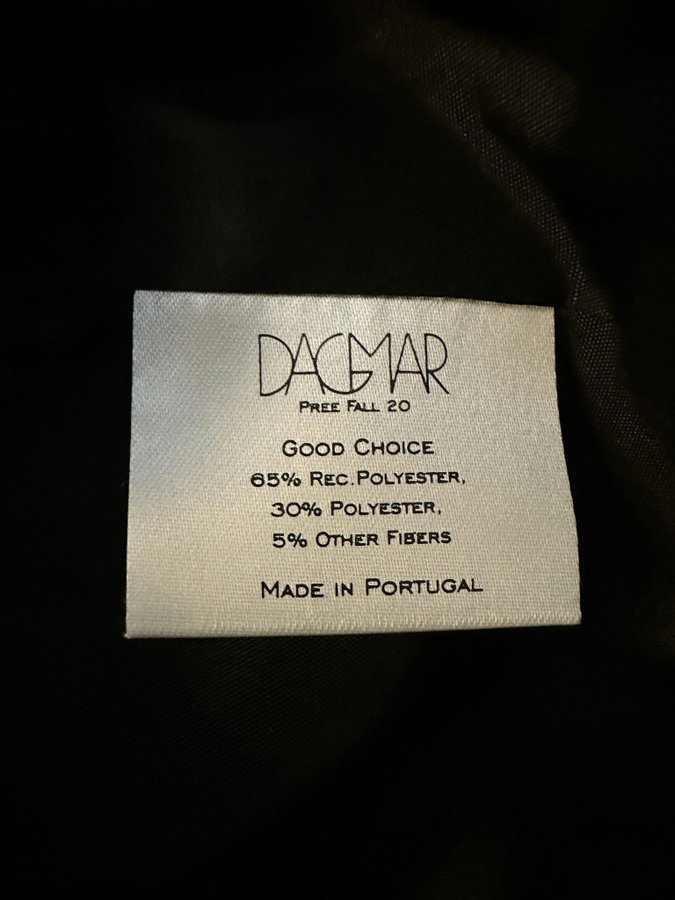 DAGMAR
PREE FALL 20
GOOD CHOICE
65% REC.POLYESTER,
30% POLYESTER,
5% OTHER FIBERS
MADE IN PORTUGAL